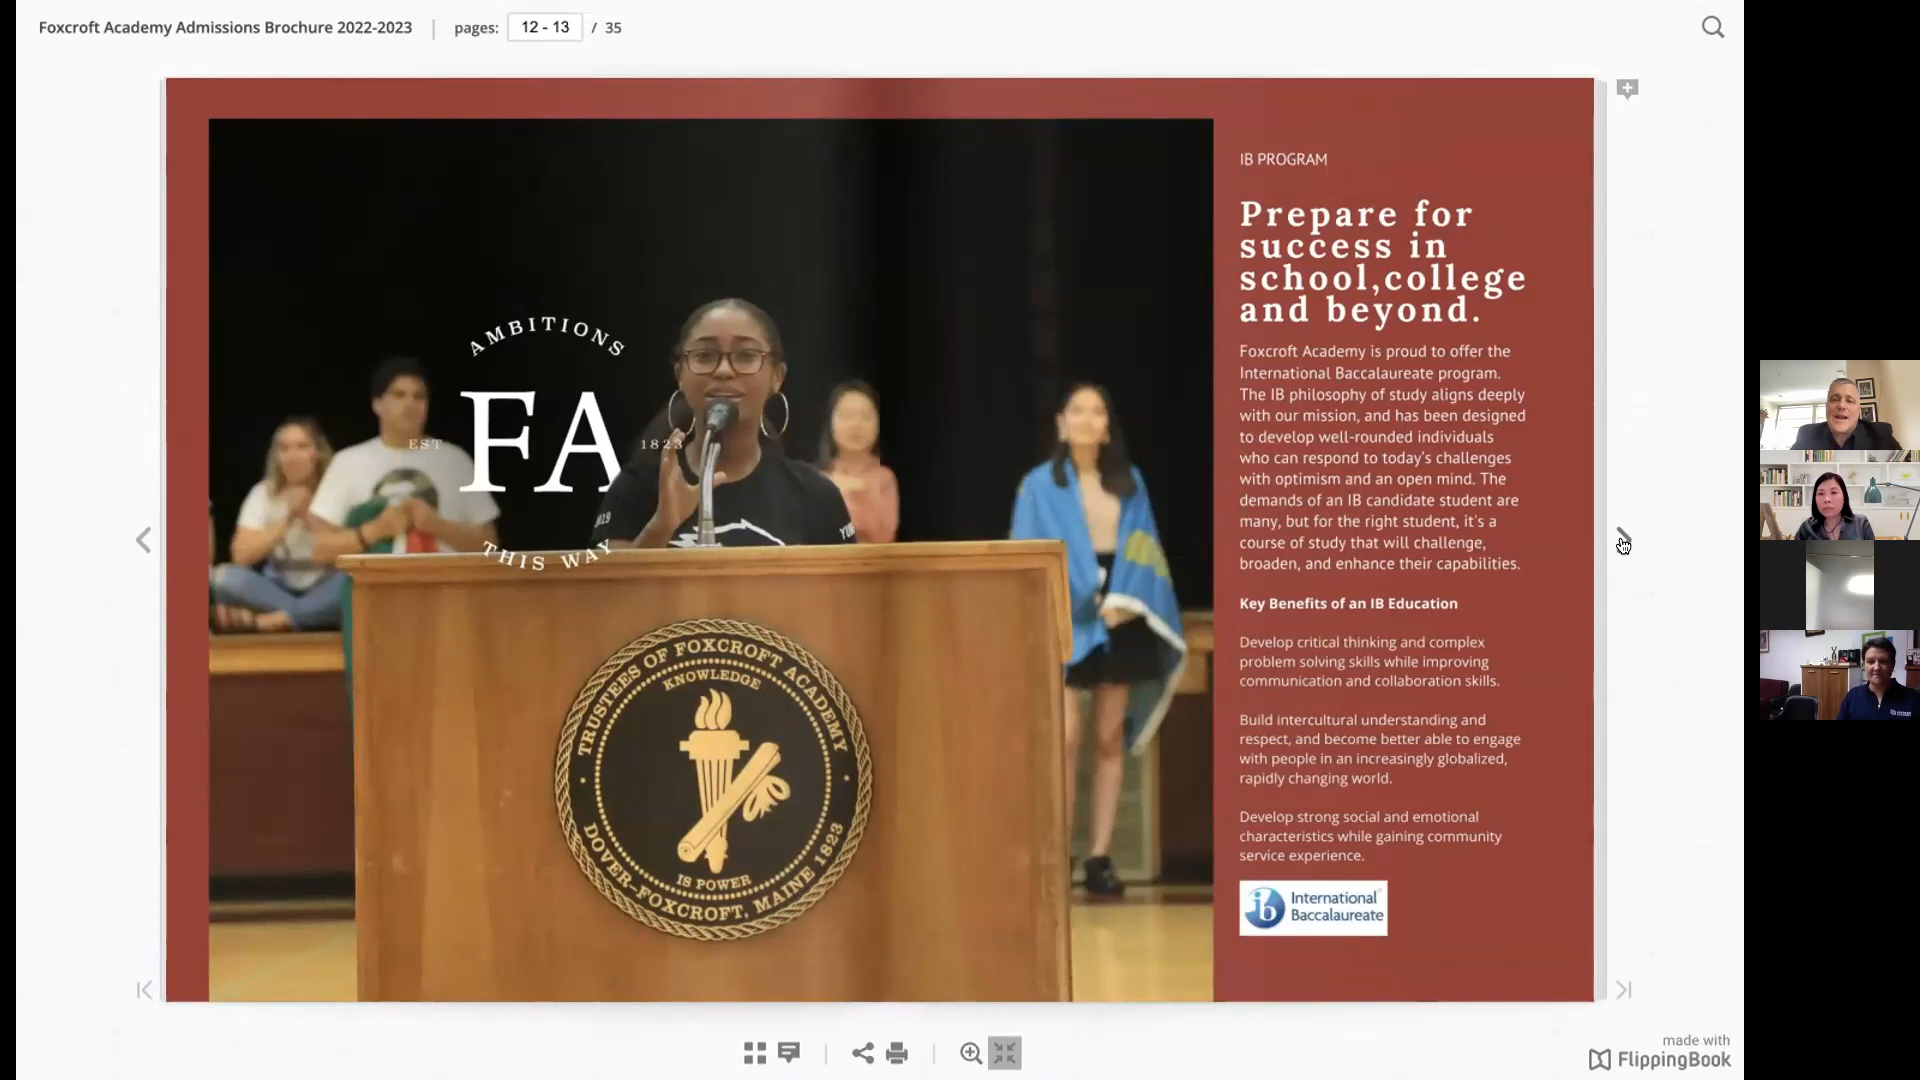 Foxcroft Academy Admissions Brochure 2022-2023
pages:
12 - 13
/ 35
AMBITIONS
EST
FA
1823
THIS WAY
2019
TRUSTEES OF FOXCROFT ACADEMY
KNOWLEDGE
IS POWER
DOVER-FOXCROFT, MAINE 1823
IB PROGRAM
Prepare for
success in
school,college
and beyond.
Foxcroft Academy is proud to offer the
International Baccalaureate program.
The IB philosophy of study aligns deeply
with our mission, and has been designed
to develop well-rounded individuals
who can respond to today's challenges
with optimism and an open mind. The
demands of an IB candidate student are
many, but for the right student, it's a
course of study that will challenge,
broaden, and enhance their capabilities.
Key Benefits of an IB Education
Develop critical thinking and complex
problem solving skills while improving
communication and collaboration skills.
Build intercultural understanding and
respect, and become better able to engage
with people in an increasingly globalized,
rapidly changing world.
Develop strong social and emotional
characteristics while gaining community
service experience.
ib
International
Baccalaureate
made with
FlippingBook